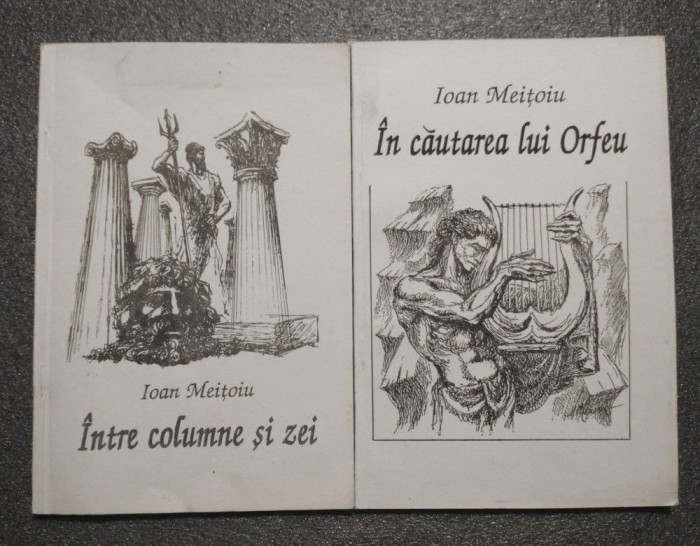 Ioan Meițoiu
Între columne și zei
Ioan Meițoiu
În căutarea lui Orfeu